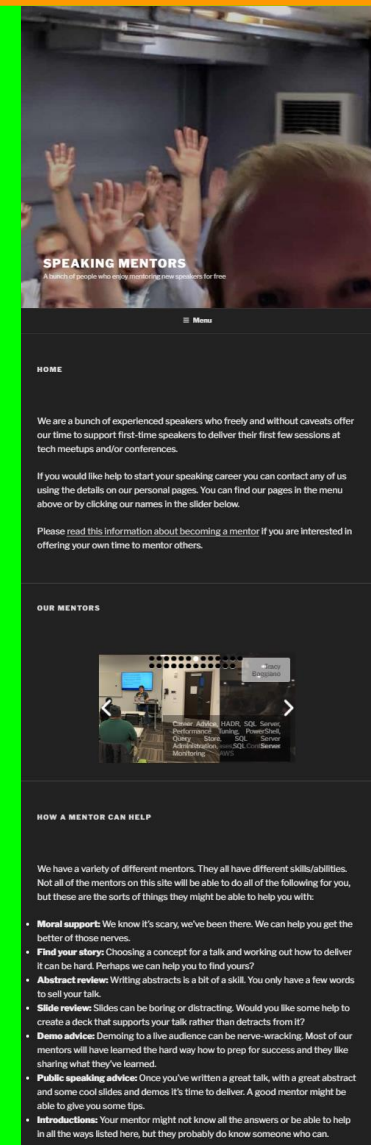 SPEAKING MENTORS
A bunch of people who enjoy mentoring new speakers for free
≡ Menu
HOME
We are a bunch of experienced speakers who freely and without caveats offer
our time to support first-time speakers to deliver their first few sessions at
tech meetups and/or conferences.
If you would like help to start your speaking career you can contact any of us
using the details on our personal pages. You can find our pages in the menu
above or by clicking our names in the slider below.
Please read this information about becoming a mentor if you are interested in
offering your own time to mentor others.
OUR MENTORS
Tracy
Boggiano
Career Advice, HADR, SQL Server,
Performance Tuning, PowerShell,
Query Store, SQL Server
Administration, SQL Server
Monitoring AWS
HOW A MENTOR CAN HELP
We have a variety of different mentors. They all have different skills/abilities.
Not all of the mentors on this site will be able to do all of the following for you,
but these are the sorts of things they might be able to help you with:
• Moral support: We know it's scary, we've been there. We can help you get the
better of those nerves.
• Find your story: Choosing a concept for a talk and working out how to deliver
it can be hard. Perhaps we can help you to find yours?
• Abstract review: Writing abstracts is a bit of a skill. You only have a few words
to sell your talk.
• Slide review: Slides can be boring or distracting. Would you like some help to
create a deck that supports your talk rather than detracts from it?
• Demo advice: Demoing to a live audience can be nerve-wracking. Most of our
mentors will have learned the hard way how to prep for success and they like
sharing what they've learned.
• Public speaking advice: Once you've written a great talk, with a great abstract
and some cool slides and demos it's time to deliver. A good mentor might be
able to give you some tips.
• Introductions: Your mentor might not know all the answers or be able to help
in all the ways listed here, but they probably do know someone who can.